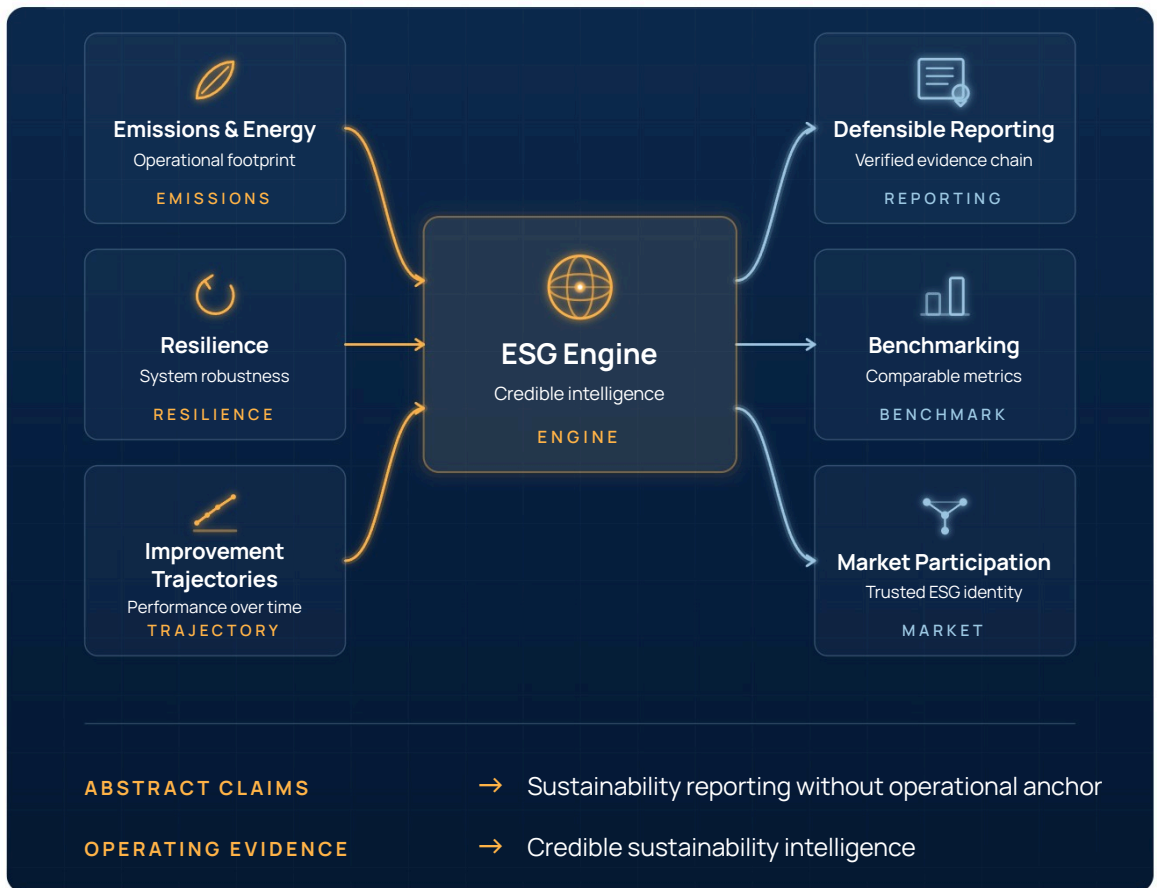 Emissions & Energy
Operational footprint
EMISSIONS
Resilience
System robustness
RESILIENCE
Improvement
Trajectories
Performance over time
TRAJECTORY
ESG Engine
Credible intelligence
ENGINE
Defensible Reporting
Verified evidence chain
REPORTING
Benchmarking
Comparable metrics
BENCHMARK
Market Participation
Trusted ESG identity
MARKET
ABSTRACT CLAIMS → Sustainability reporting without operational anchor
OPERATING EVIDENCE → Credible sustainability intelligence